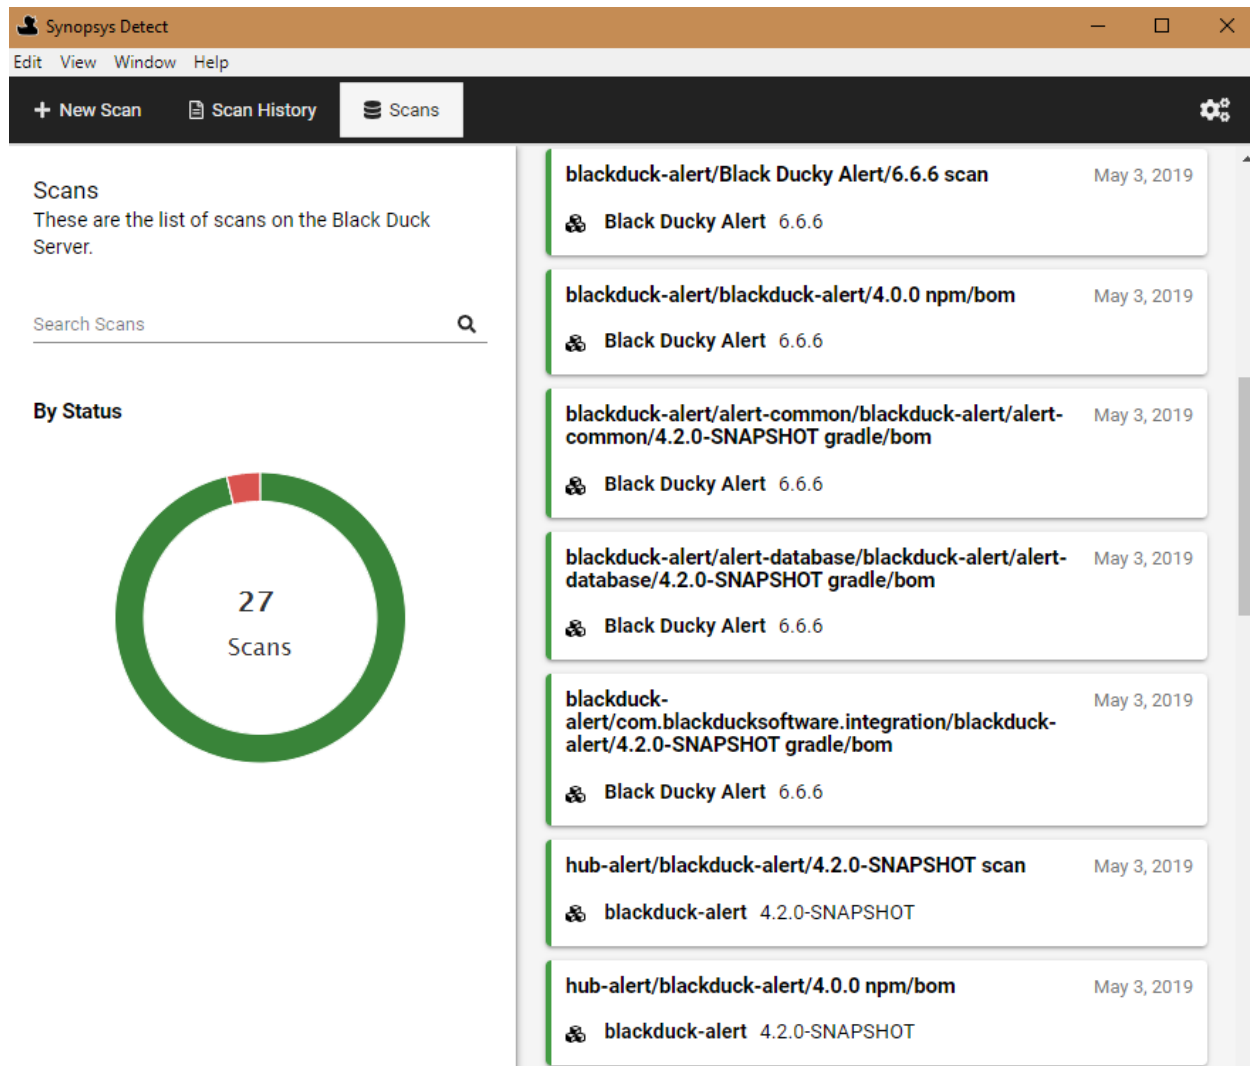 Synopsys Detect
Edit View Window Help
New Scan Scan History Scans
Scans
These are the list of scans on the Black Duck
Server.
Search Scans
By Status
27
Scans
blackduck-alert/Black Ducky Alert/6.6.6 scan May 3, 2019
Black Ducky Alert 6.6.6
blackduck-alert/blackduck-alert/4.0.0 npm/bom May 3, 2019
Black Ducky Alert 6.6.6
blackduck-alert/alert-common/blackduck-alert/alert- May 3, 2019
common/4.2.0-SNAPSHOT gradle/bom
Black Ducky Alert 6.6.6
blackduck-alert/alert-database/blackduck-alert/alert- May 3, 2019
database/4.2.0-SNAPSHOT gradle/bom
Black Ducky Alert 6.6.6
blackduck- May 3, 2019
alert/com.blackducksoftware.integration/blackduck-
alert/4.2.0-SNAPSHOT gradle/bom
Black Ducky Alert 6.6.6
hub-alert/blackduck-alert/4.2.0-SNAPSHOT scan May 3, 2019
blackduck-alert 4.2.0-SNAPSHOT
hub-alert/blackduck-alert/4.0.0 npm/bom May 3, 2019
blackduck-alert 4.2.0-SNAPSHOT